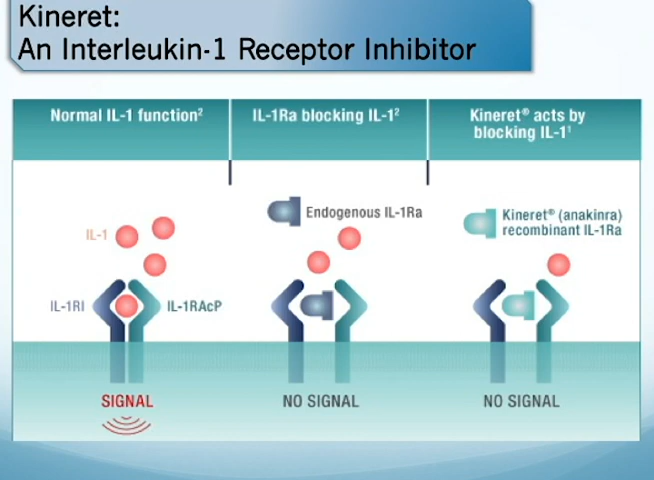 Kineret:
An Interleukin-1 Receptor Inhibitor
Normal IL-1 function²
IL-1Ra blocking IL-1²
Kineret® acts by
blocking IL-1¹
IL-1
IL-1RI
IL-1RAcP
SIGNAL
Endogenous IL-1Ra
NO SIGNAL
Kineret® (anakinra)
recombinant IL-1Ra
NO SIGNAL